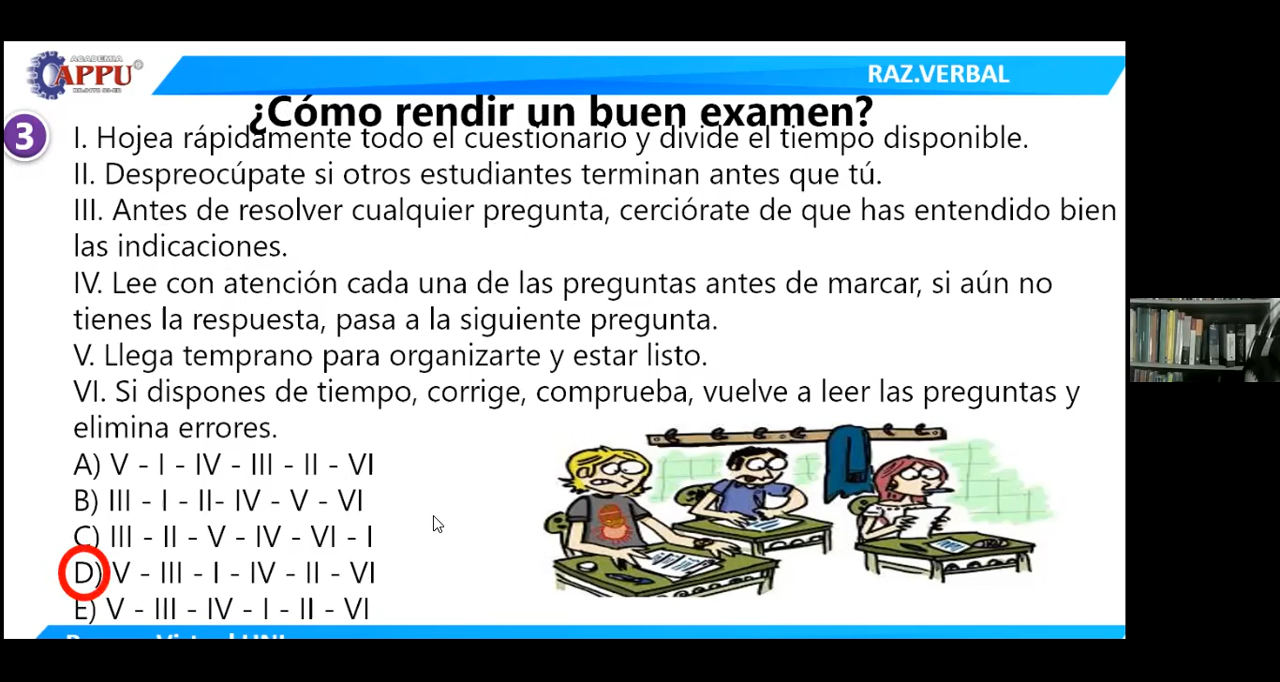 ACADEMIA
APPU
RAZ.VERBAL
¿Cómo rendir un buen examen?
3
I. Hojea rápidamente todo el cuestionario y divide el tiempo disponible.
II. Despreocúpate si otros estudiantes terminan antes que tú.
III. Antes de resolver cualquier pregunta, cerciórate de que has entendido bien
las indicaciones.
IV. Lee con atención cada una de las preguntas antes de marcar, si aún no
tienes la respuesta, pasa a la siguiente pregunta.
V. Llega temprano para organizarte y estar listo.
VI. Si dispones de tiempo, corrige, comprueba, vuelve a leer las preguntas y
elimina errores.
A) V - I - IV - III - II - VI
B) III - I - II- IV - V - VI
C) III - II - V - IV - VI - I
D) V - III - I - IV - II - VI
E) V - III - IV - I - II - VI
Virtual UNI